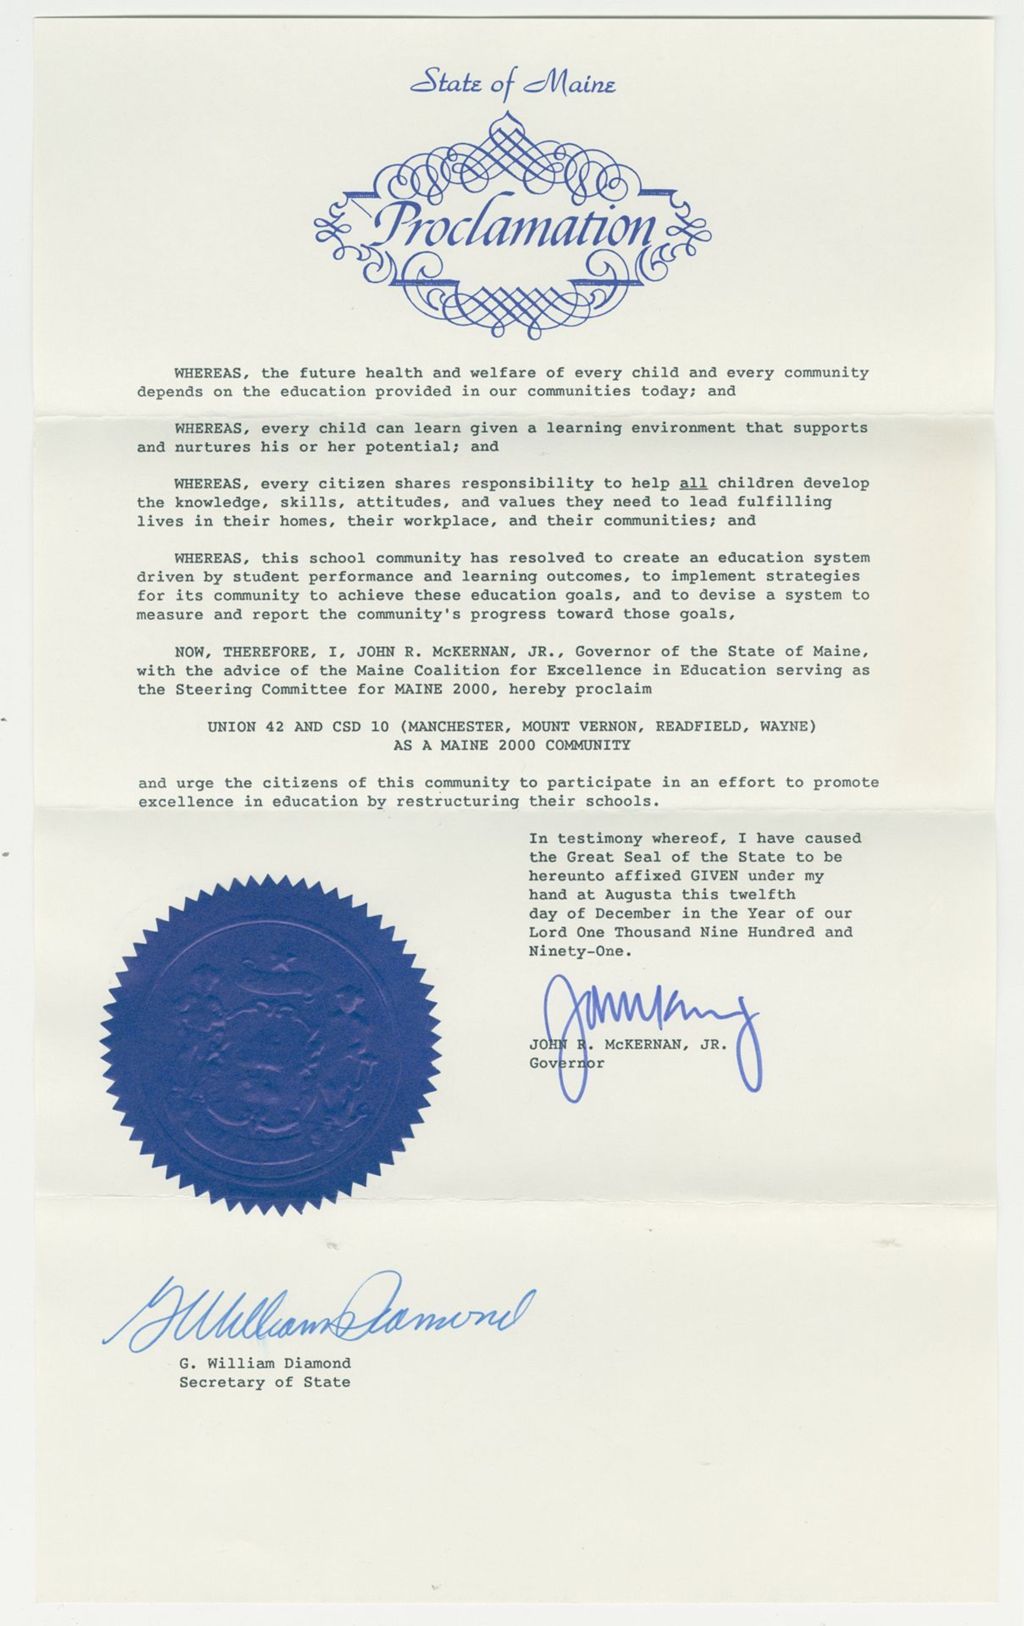 State of Maine
Proclamation
WHEREAS, the future health and welfare of every child and every community
depends on the education provided in our communities today; and
WHEREAS, every child can learn given a learning environment that supports
and nurtures his or her potential; and
WHEREAS, every citizen shares responsibility to help all children develop
the knowledge, skills, attitudes, and values they need to lead fulfilling
lives in their homes, their workplace, and their communities; and
WHEREAS, this school community has resolved to create an education system
driven by student performance and learning outcomes, to implement strategies
for its community to achieve these education goals, and to devise a system to
measure and report the community's progress toward those goals,
NOW, THEREFORE, I, JOHN R. McKERNAN, JR., Governor of the State of Maine,
with the advice of the Maine Coalition for Excellence in Education serving as
the Steering Committee for MAINE 2000, hereby proclaim
UNION 42 AND CSD 10 (MANCHESTER, MOUNT VERNON, READFIELD, WAYNE)
AS A MAINE 2000 COMMUNITY
and urge the citizens of this community to participate in an effort to promote
excellence in education by restructuring their schools.
In testimony whereof, I have caused
the Great Seal of the State to be
hereunto affixed GIVEN under my
hand at Augusta this twelfth
day of December in the Year of our
Lord One Thousand Nine Hundred and
Ninety-One.
JOHN R. McKERNAN, JR.
Governor
G William Diamond
G. William Diamond
Secretary of State